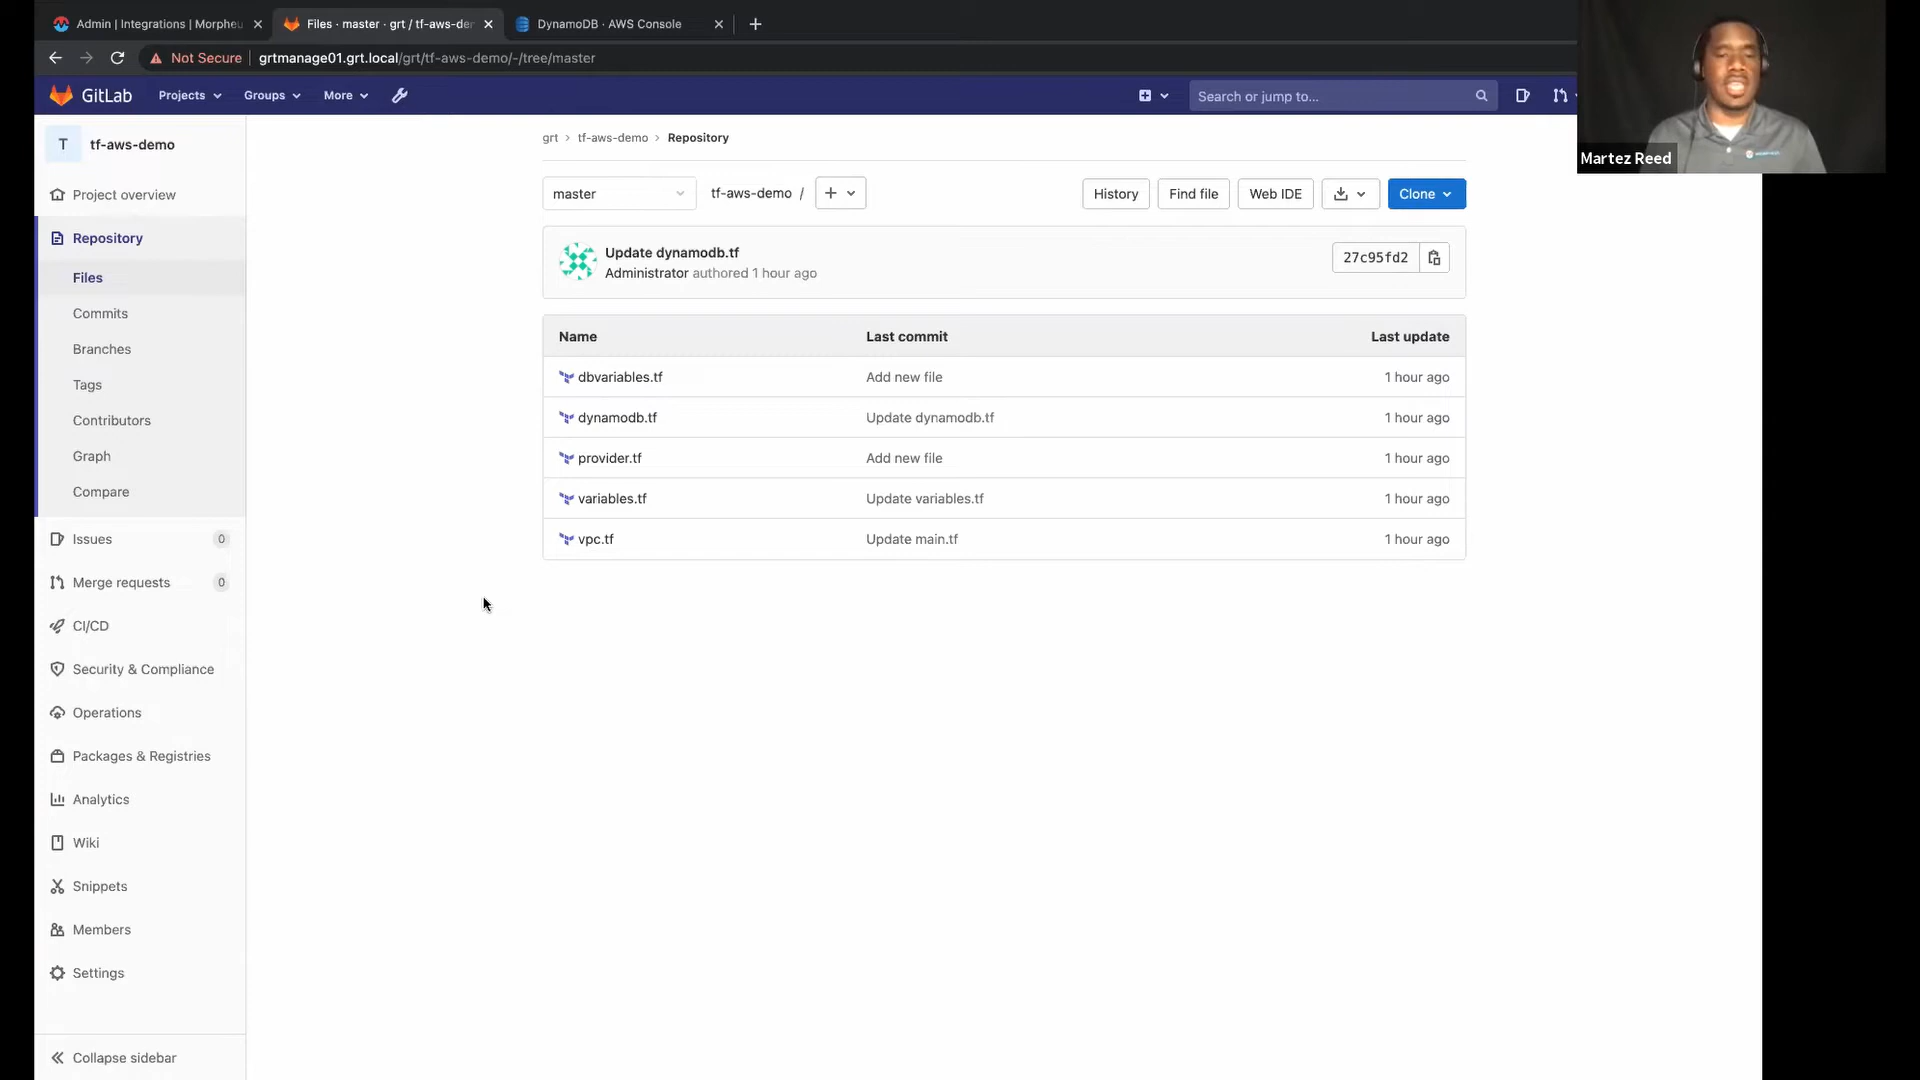 Admin | Integrations | Morpheu
Files · master · grt / tf-aws-der
DynamoDB · AWS Console
Not Secure
grtmanage01.grt.local/grt/tf-aws-demo/-/tree/master
GitLab
Projects
Groups
More
Search or jump to...
Martez Reed
T
tf-aws-demo
Project overview
Repository
Files
Commits
Branches
Tags
Contributors
Graph
Compare
Issues
0
Merge requests
0
CI/CD
Security & Compliance
Operations
Packages & Registries
Analytics
Wiki
Snippets
Members
Settings
Collapse sidebar
grt > tf-aws-demo > Repository
master
tf-aws-demo /
History
Find file
Web IDE
Clone
Update dynamodb.tf
Administrator authored 1 hour ago
27c95fd2
Name Last commit Last update
dbvariables.tf Add new file 1 hour ago
dynamodb.tf Update dynamodb.tf 1 hour ago
provider.tf Add new file 1 hour ago
variables.tf Update variables.tf 1 hour ago
vpc.tf Update main.tf 1 hour ago